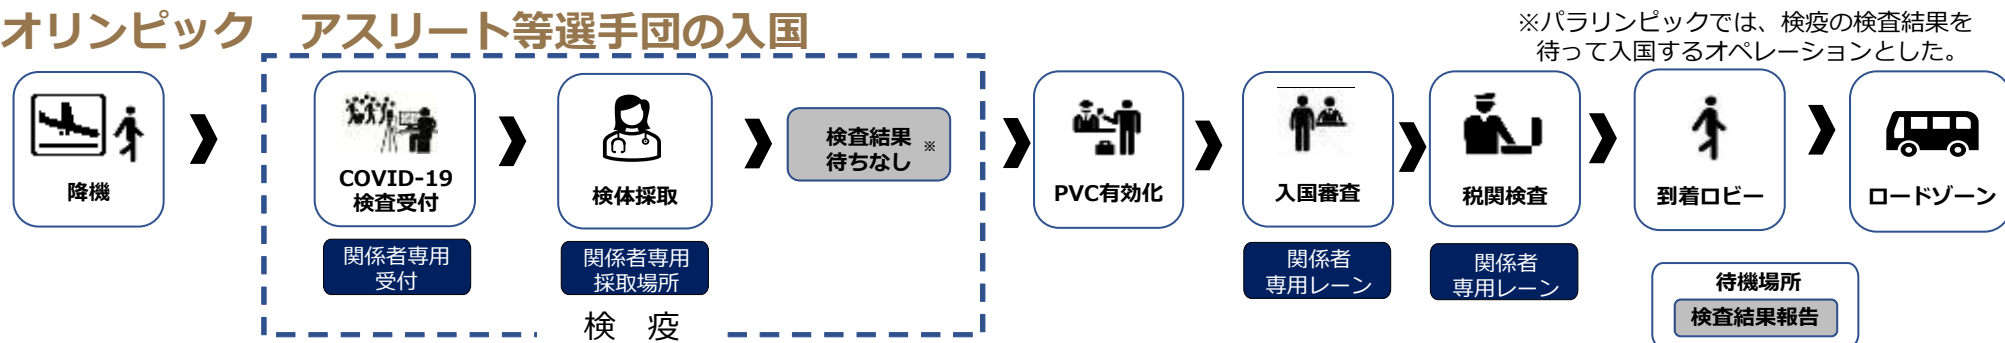 オリンピック　アスリート等選手団の入国
※パラリンピックでは、検疫の検査結果を
待って入国するオペレーションとした。
降機
COVID-19
検査受付
関係者専用
受付
検体採取
関係者専用
採取場所
検査結果
待ちなし
※
検　疫
PVC有効化
入国審査
関係者
専用レーン
税関検査
関係者
専用レーン
到着ロビー
待機場所
検査結果報告
ロードゾーン